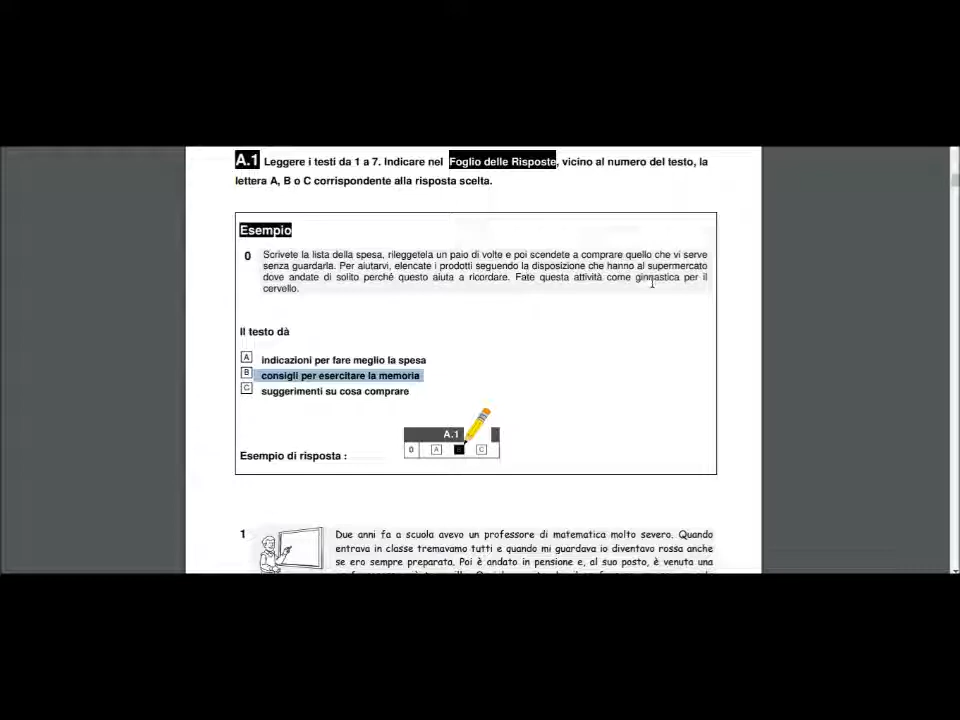 A.1 Leggere i testi da 1 a 7. Indicare nel Foglio delle Risposte, vicino al numero del testo, la
lettera A, B o C corrispondente alla risposta scelta.
Esempio
0 Scrivete la lista della spesa, rileggetela un paio di volte e poi scendete a comprare quello che vi serve
senza guardarla. Per aiutarvi, elencate i prodotti seguendo la disposizione che hanno al supermercato
dove andate di solito perché questo aiuta a ricordare. Fate questa attività come ginnastica per il
cervello.
Il testo dà
A indicazioni per fare meglio la spesa
B consigli per esercitare la memoria
C suggerimenti su cosa comprare
A.1
0 A B C
Esempio di risposta :
1 Due anni fa a scuola avevo un professore di matematica molto severo. Quando
entrava in classe tremavamo tutti e quando mi guardava io diventavo rossa anche
se ero sempre preparata. Poi è andato in pensione e, al suo posto, è venuta una